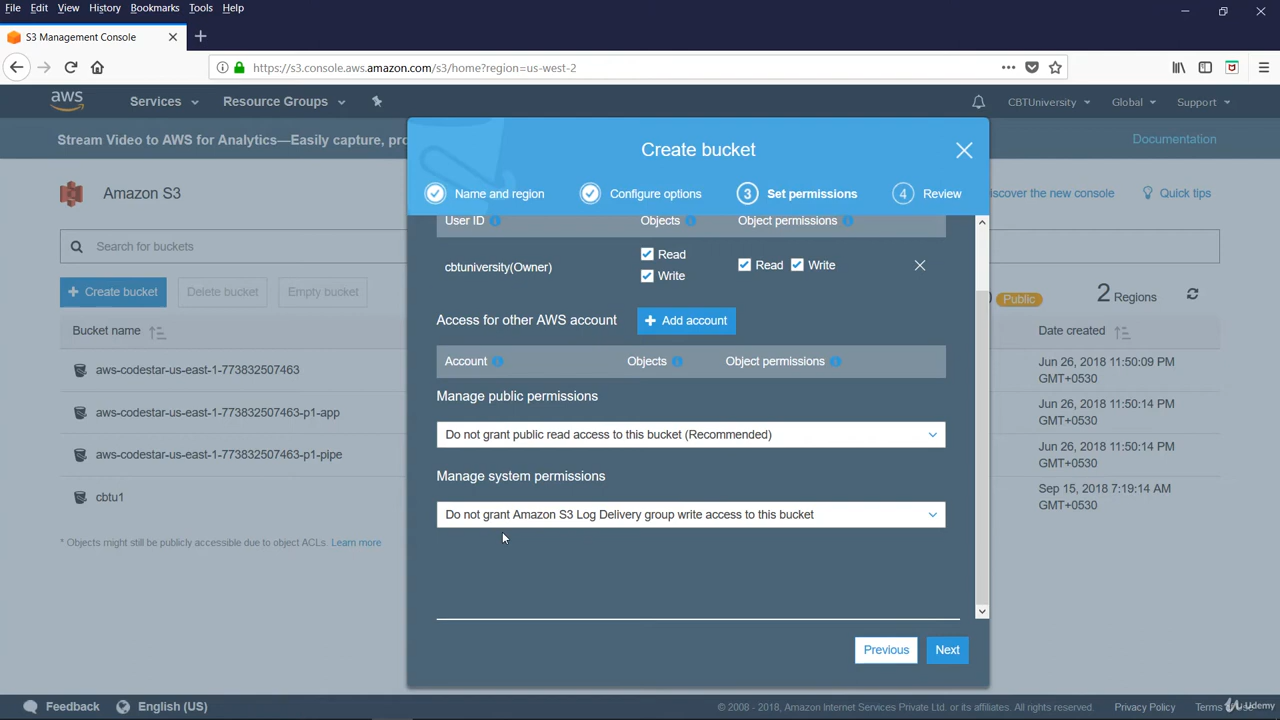 File Edit View History Bookmarks Tools Help
S3 Management Console
https://s3.console.aws.amazon.com/s3/home?region=us-west-2
aws Services Resource Groups CBTUniversity Global Support
Stream Video to AWS for Analytics—Easily capture, pro Documentation
Create bucket
Amazon S3 iscover the new console Quick tips
Name and region Configure options 3 Set permissions 4 Review
User ID Objects Object permissions
Search for buckets
cbtuniversity(Owner) Read Write Read Write
+ Create bucket Delete bucket Empty bucket Public 2 Regions
Access for other AWS account + Add account
Bucket name Date created
Account Objects Object permissions
aws-codestar-us-east-1-773832507463 Jun 26, 2018 11:50:09 PM
GMT+0530
Manage public permissions
aws-codestar-us-east-1-773832507463-p1-app Jun 26, 2018 11:50:14 PM
GMT+0530
Do not grant public read access to this bucket (Recommended)
aws-codestar-us-east-1-773832507463-p1-pipe Jun 26, 2018 11:50:14 PM
GMT+0530
Manage system permissions
cbtu1 Sep 15, 2018 7:19:14 AM
GMT+0530
Do not grant Amazon S3 Log Delivery group write access to this bucket
* Objects might still be publicly accessible due to object ACLs. Learn more
Previous Next
Feedback English (US) © 2008 - 2018, Amazon Internet Services Private Ltd. or its affiliates. All rights reserved. Privacy Policy Terms
Udemy